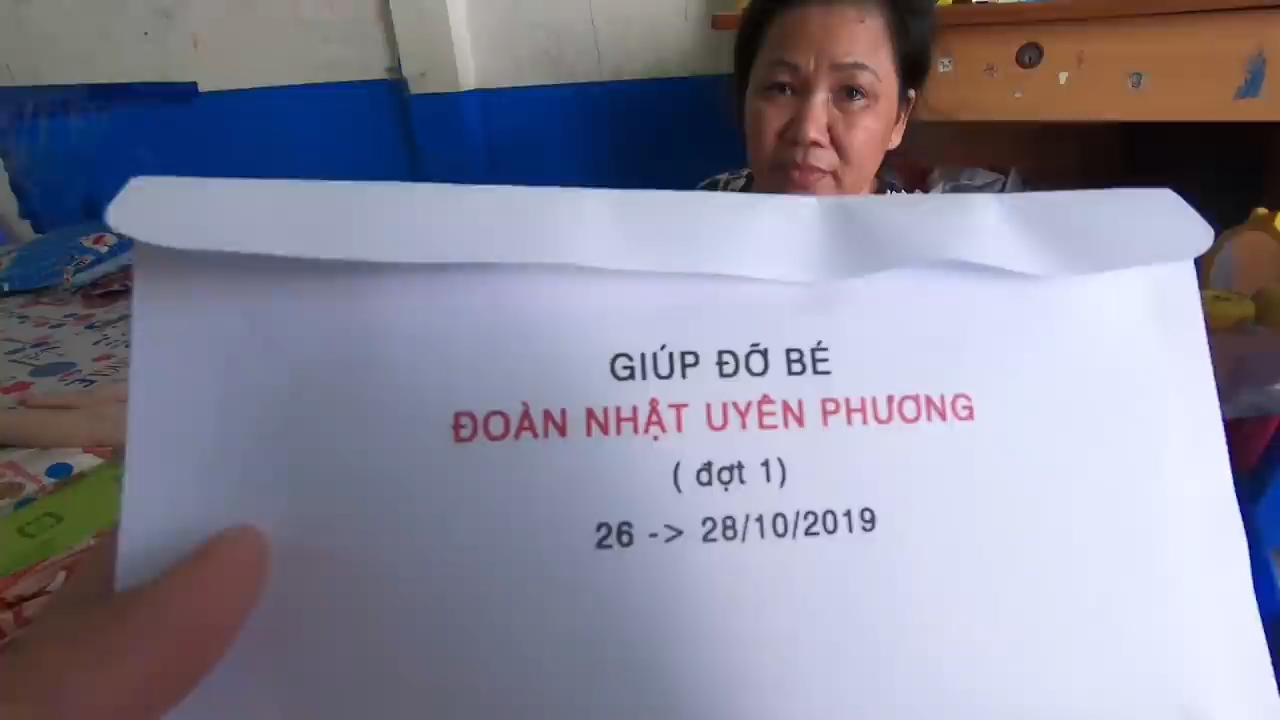 GIÚP ĐỠ BÉ
ĐOÀN NHẬT UYÊN PHƯƠNG
( đợt 1)
26 -> 28/10/2019